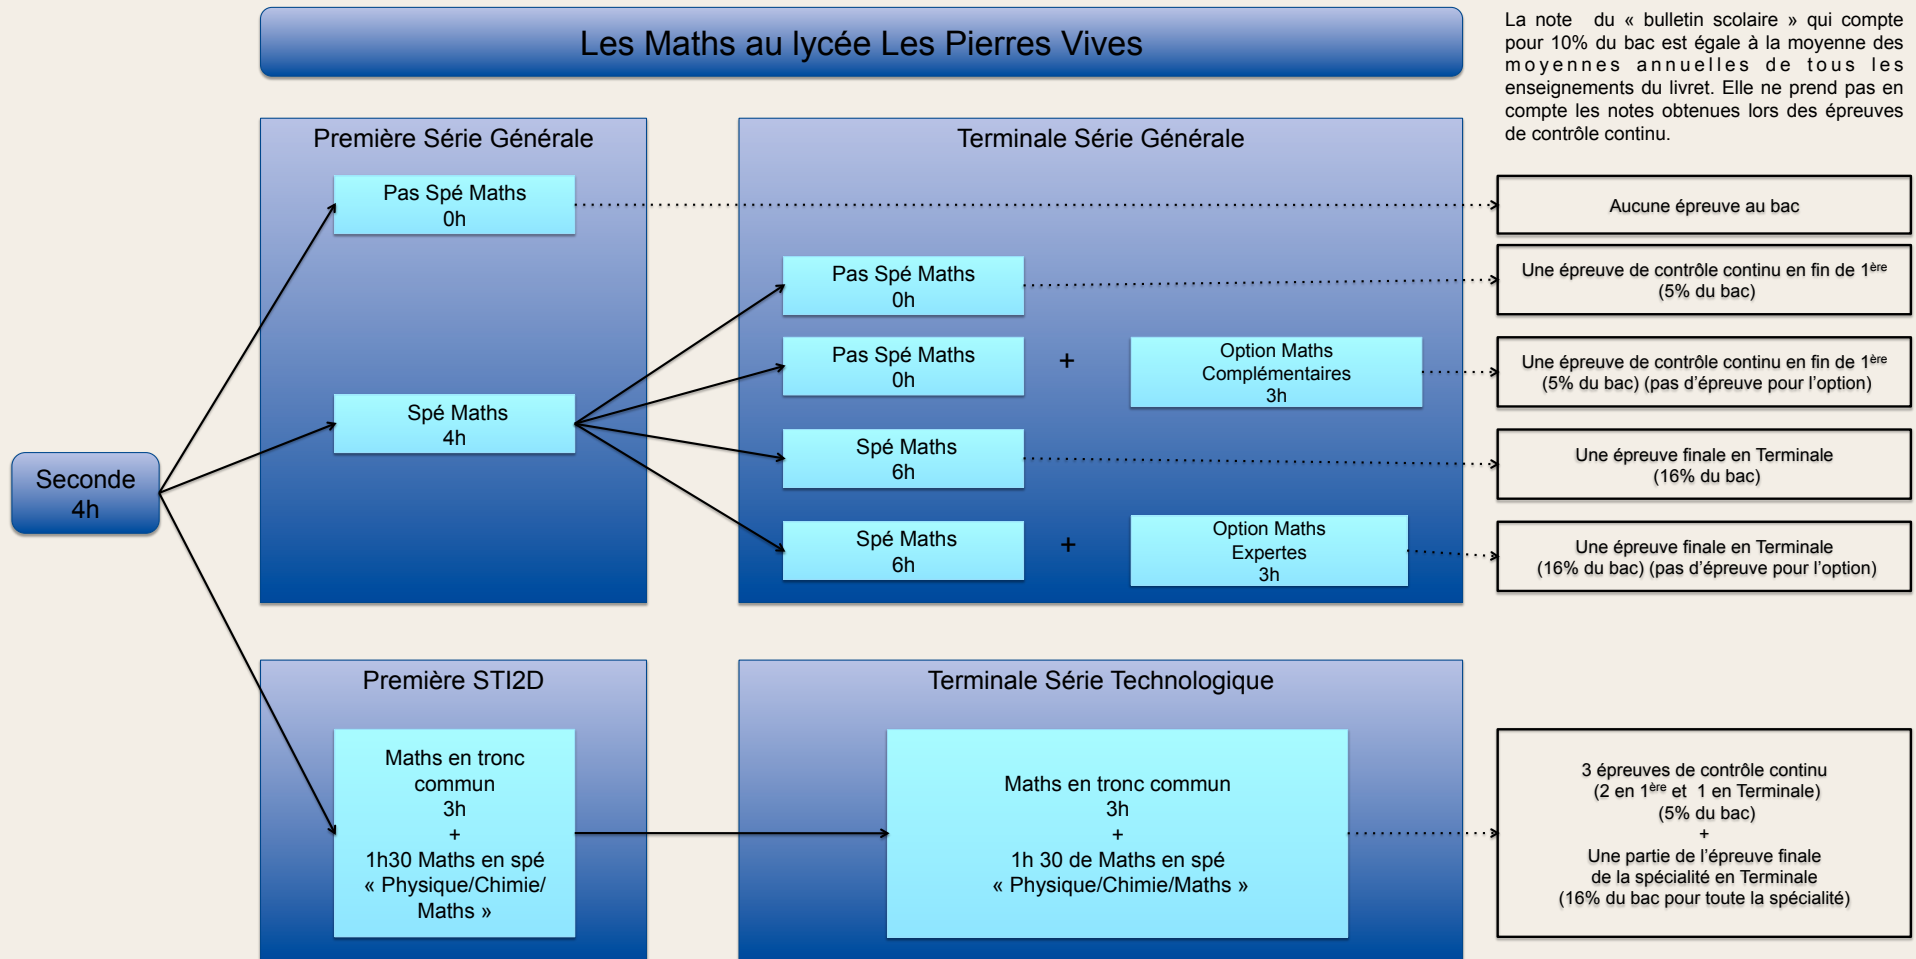 Les Maths au lycée Les Pierres Vives
La note du « bulletin scolaire » qui compte
pour 10% du bac est égale à la moyenne des
moyennes annuelles de tous les
enseignements du livret. Elle ne prend pas en
compte les notes obtenues lors des épreuves
de contrôle continu.
Seconde
4h
Première Série Générale
Pas Spé Maths
0h
Spé Maths
4h
Terminale Série Générale
Pas Spé Maths
0h
Pas Spé Maths
0h
+
Option Maths
Complémentaires
3h
Spé Maths
6h
Spé Maths
6h
+
Option Maths
Expertes
3h
Aucune épreuve au bac
Une épreuve de contrôle continu en fin de 1ère
(5% du bac)
Une épreuve de contrôle continu en fin de 1ère
(5% du bac) (pas d’épreuve pour l’option)
Une épreuve finale en Terminale
(16% du bac)
Une épreuve finale en Terminale
(16% du bac) (pas d’épreuve pour l’option)
Première STI2D
Maths en tronc
commun
3h
+
1h30 Maths en spé
« Physique/Chimie/
Maths »
Terminale Série Technologique
Maths en tronc commun
3h
+
1h 30 de Maths en spé
« Physique/Chimie/Maths »
3 épreuves de contrôle continu
(2 en 1ère et 1 en Terminale)
(5% du bac)
+
Une partie de l’épreuve finale
de la spécialité en Terminale
(16% du bac pour toute la spécialité)